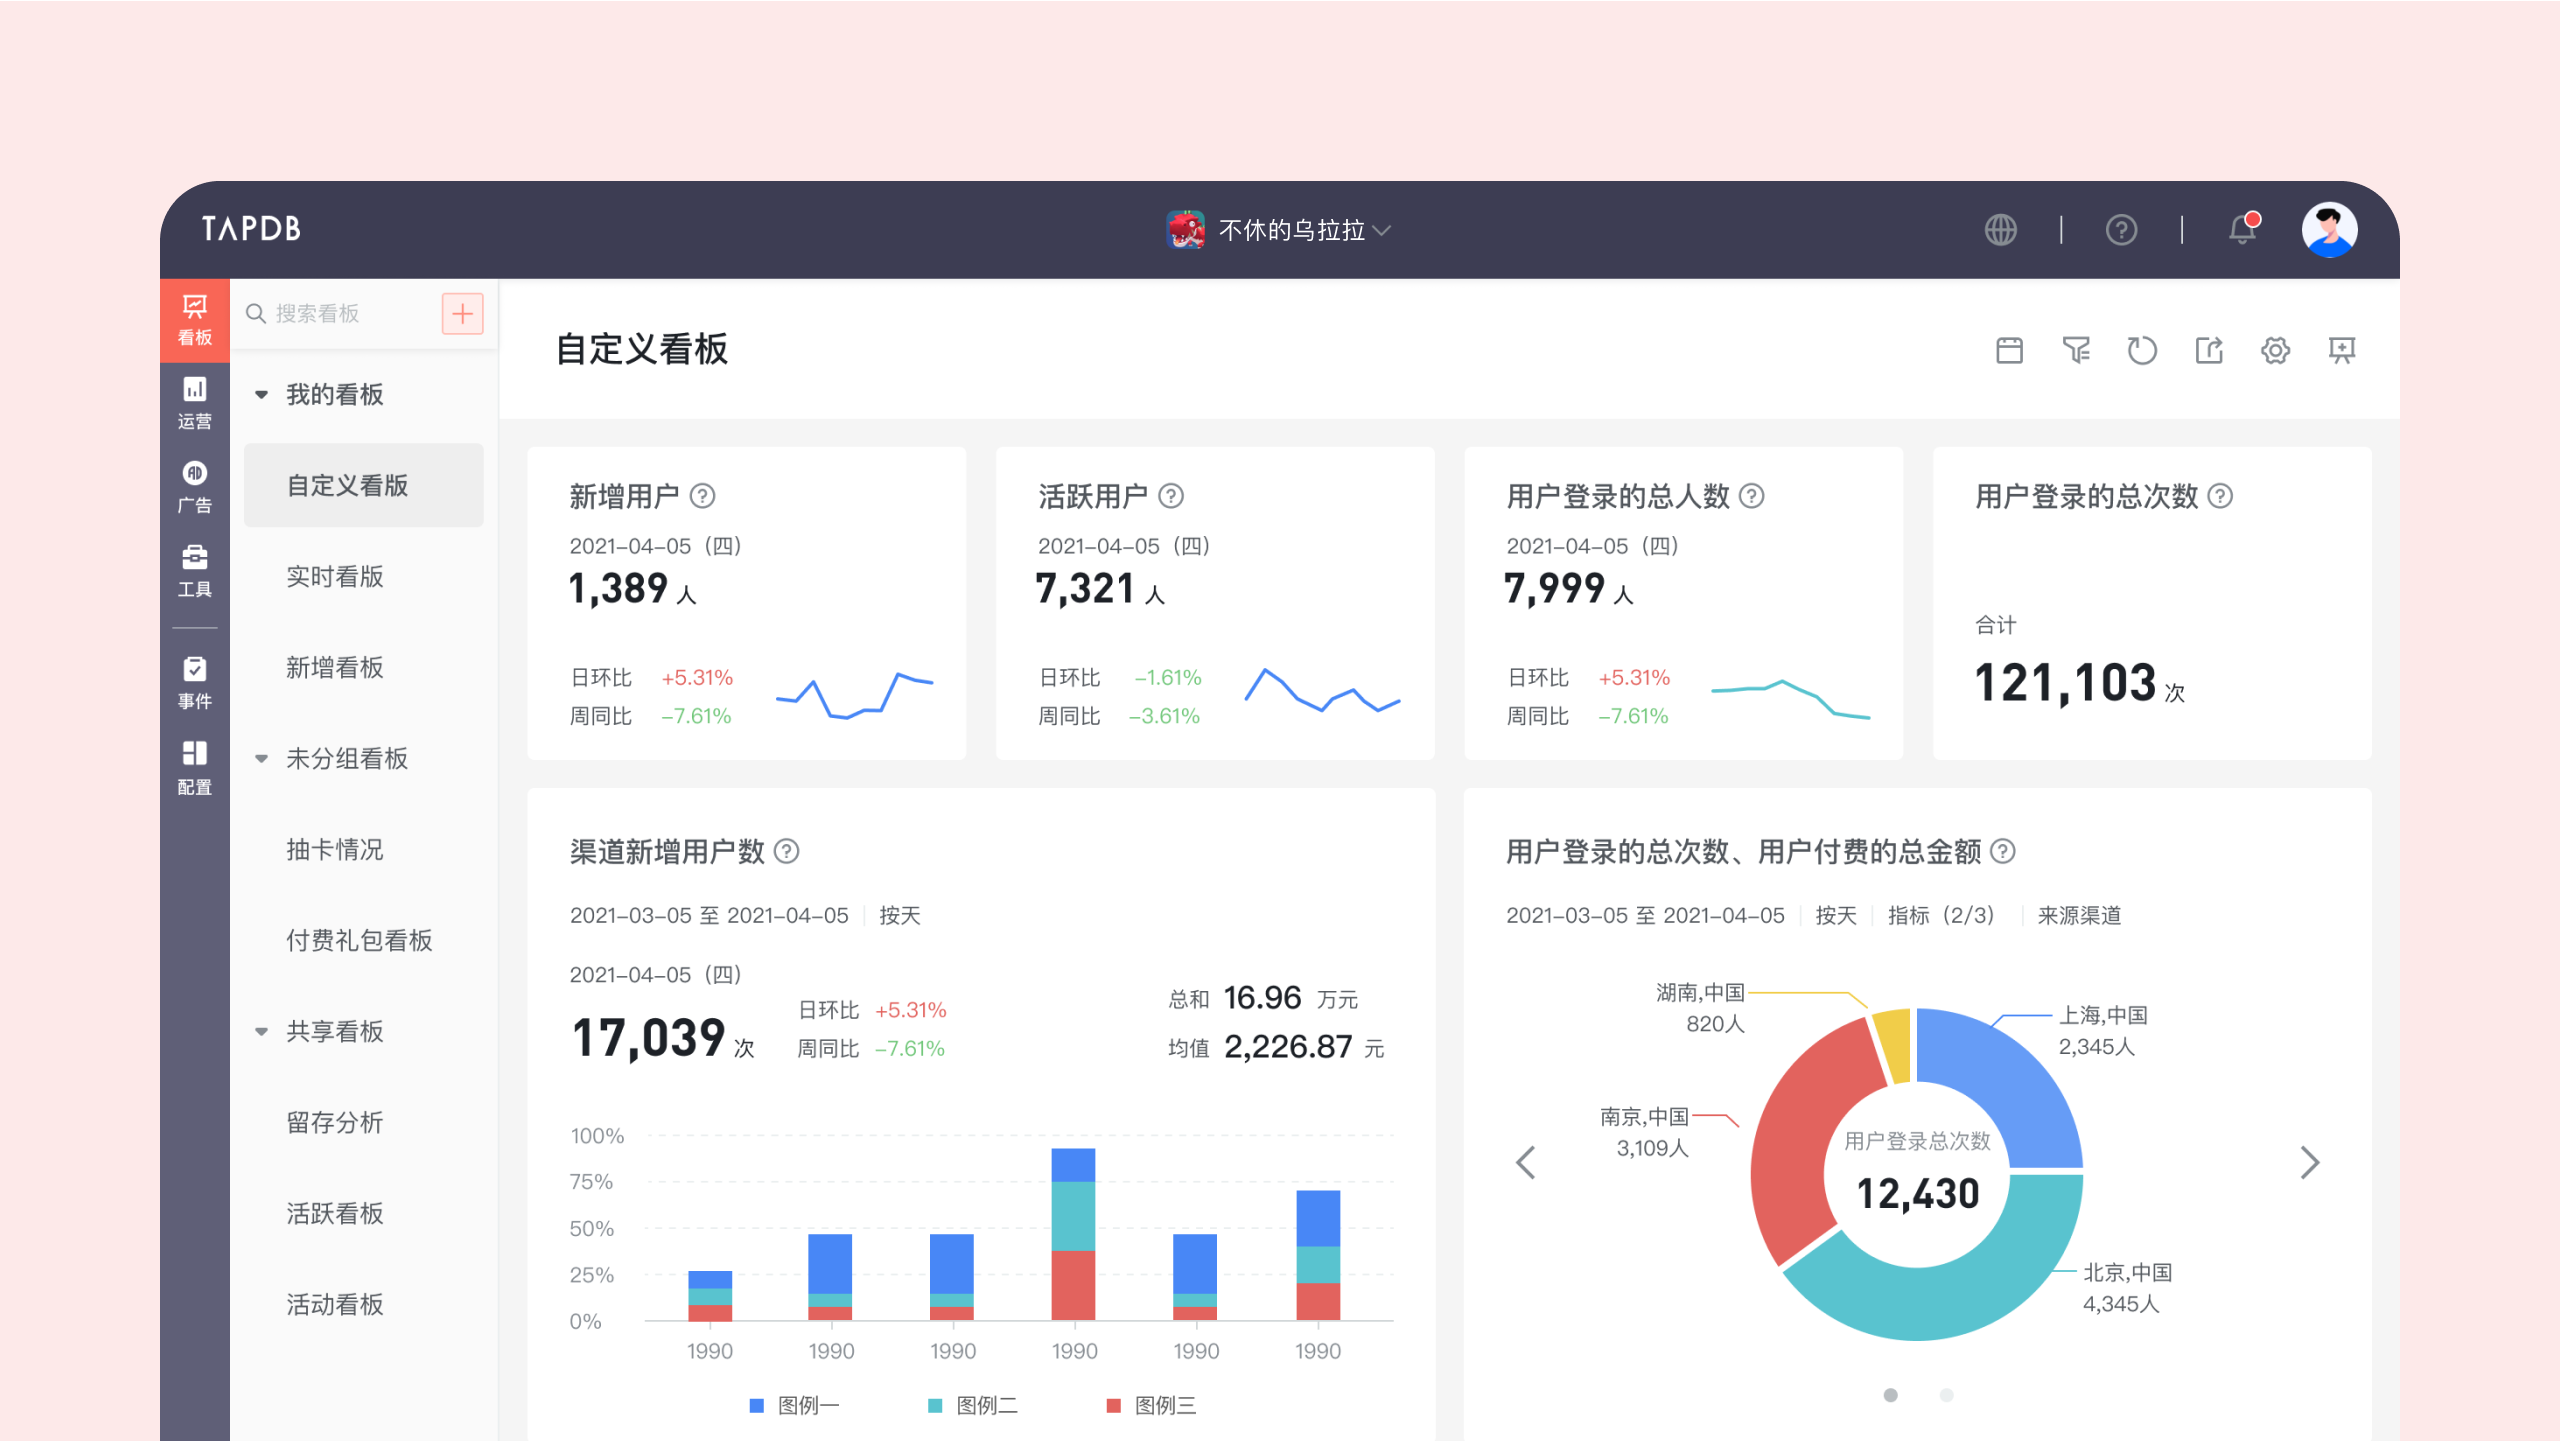 TAPDB
不休的乌拉拉
看板
运营
AD
广告
工具
事件
配置
搜索看板
我的看板
自定义看版
实时看版
新增看板
未分组看板
抽卡情况
付费礼包看板
共享看板
留存分析
活跃看板
活动看板
自定义看板
新增用户
2021-04-05（四）
1,389 人
日环比 +5.31%
周同比 -7.61%
活跃用户
2021-04-05（四）
7,321 人
日环比 -1.61%
周同比 -3.61%
用户登录的总人数
2021-04-05（四）
7,999 人
日环比 +5.31%
周同比 -7.61%
用户登录的总次数
合计
121,103 次
渠道新增用户数
2021-03-05 至 2021-04-05 按天
2021-04-05（四）
17,039 次
日环比 +5.31%
周同比 -7.61%
总和 16.96 万元
均值 2,226.87 元
100%
75%
50%
25%
0%
1990 1990 1990 1990 1990 1990
图例一 图例二 图例三
用户登录的总次数、用户付费的总金额
2021-03-05 至 2021-04-05 按天 指标（2/3） 来源渠道
湖南,中国
820人
上海,中国
2,345人
南京,中国
3,109人
用户登录总次数
12,430
北京,中国
4,345人